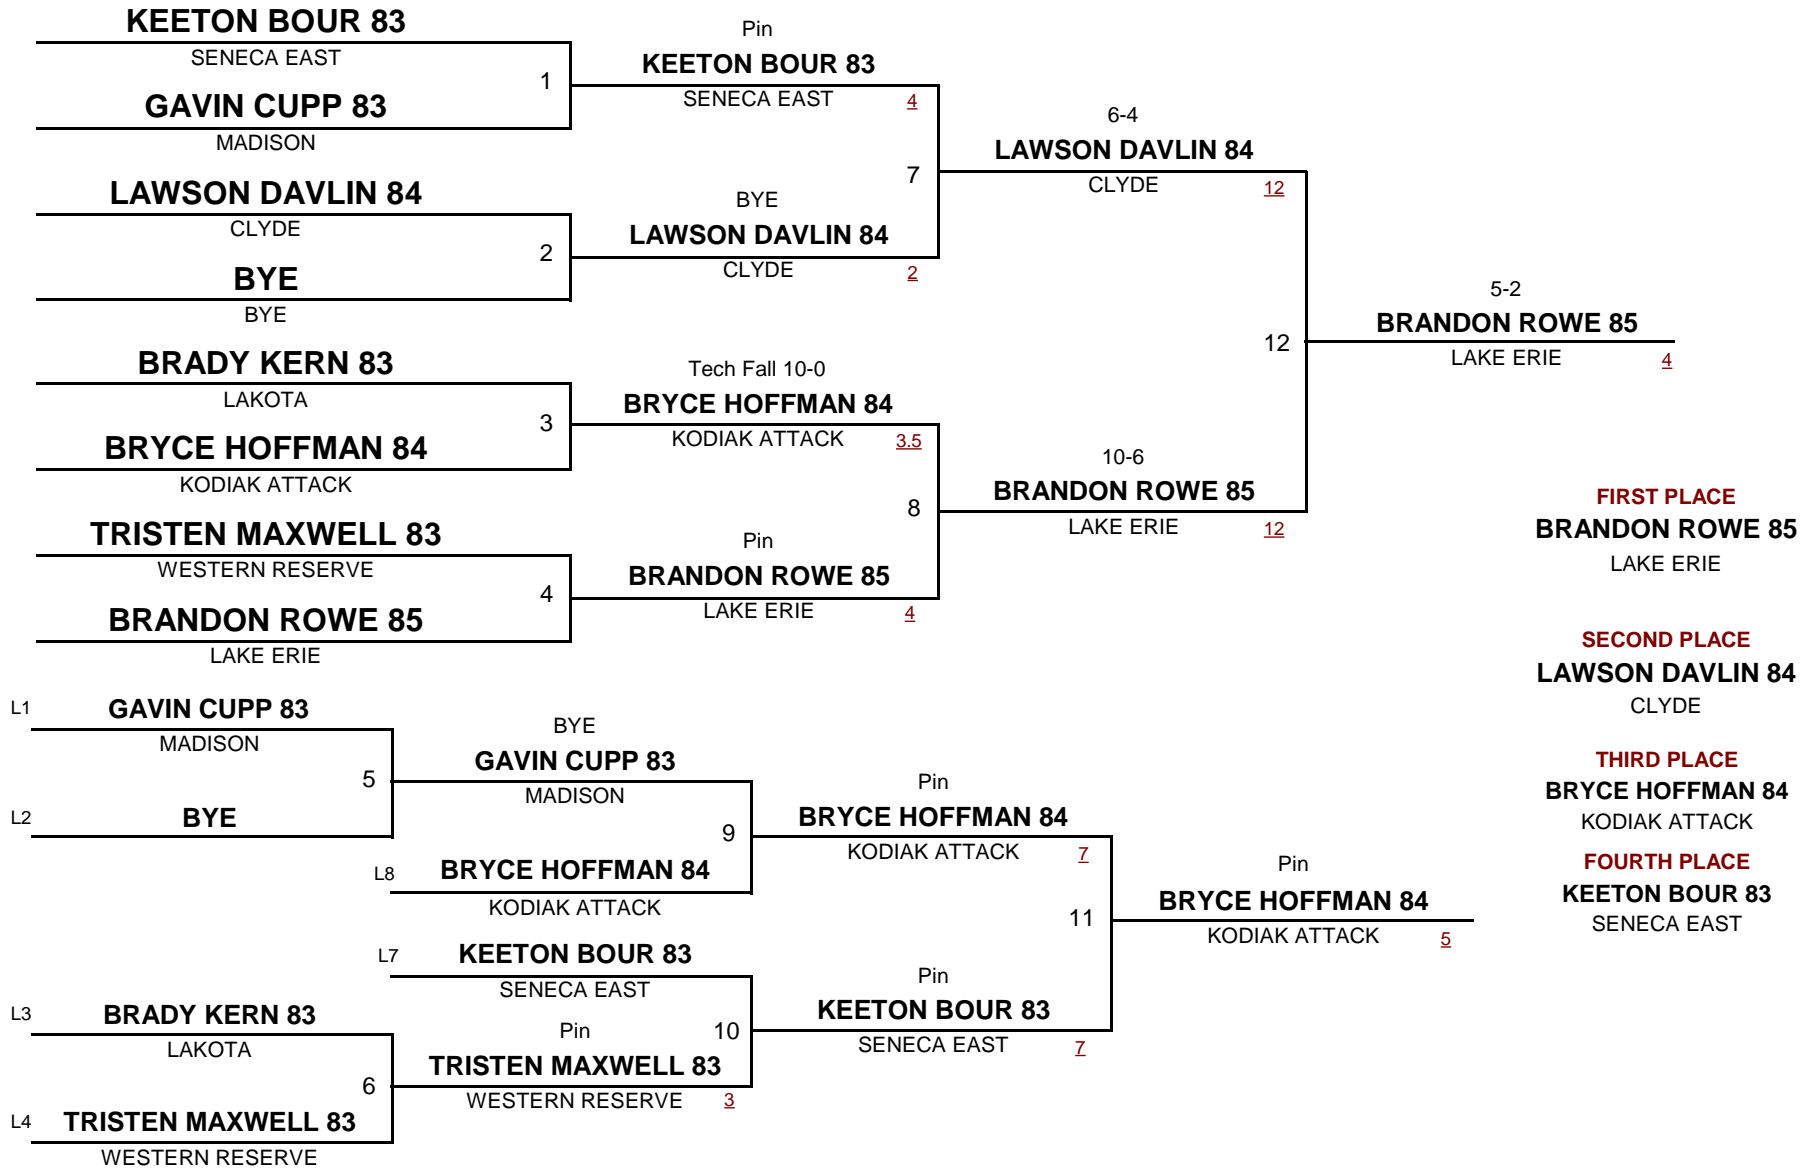 KEETON BOUR 83
SENECA EAST
1
GAVIN CUPP 83
MADISON
LAWSON DAVLIN 84
CLYDE
2
BYE
BYE
BRADY KERN 83
LAKOTA
3
BRYCE HOFFMAN 84
KODIAK ATTACK
TRISTEN MAXWELL 83
WESTERN RESERVE
4
BRANDON ROWE 85
LAKE ERIE
Pin
KEETON BOUR 83
SENECA EAST 4
7
BYE
LAWSON DAVLIN 84
CLYDE 2
Tech Fall 10-0
BRYCE HOFFMAN 84
KODIAK ATTACK 3.5
8
Pin
BRANDON ROWE 85
LAKE ERIE 4
6-4
LAWSON DAVLIN 84
CLYDE 12
12
10-6
BRANDON ROWE 85
LAKE ERIE 12
5-2
BRANDON ROWE 85
LAKE ERIE 4
FIRST PLACE
BRANDON ROWE 85
LAKE ERIE
SECOND PLACE
LAWSON DAVLIN 84
CLYDE
THIRD PLACE
BRYCE HOFFMAN 84
KODIAK ATTACK
FOURTH PLACE
KEETON BOUR 83
SENECA EAST
L1 GAVIN CUPP 83
MADISON
5
L2 BYE
L3 BRADY KERN 83
LAKOTA
6
L4 TRISTEN MAXWELL 83
WESTERN RESERVE
BYE
GAVIN CUPP 83
MADISON
9
L8 BRYCE HOFFMAN 84
KODIAK ATTACK
L7 KEETON BOUR 83
SENECA EAST
10
Pin
TRISTEN MAXWELL 83
WESTERN RESERVE 3
Pin
BRYCE HOFFMAN 84
KODIAK ATTACK 7
11
Pin
KEETON BOUR 83
SENECA EAST 7
Pin
BRYCE HOFFMAN 84
KODIAK ATTACK 5